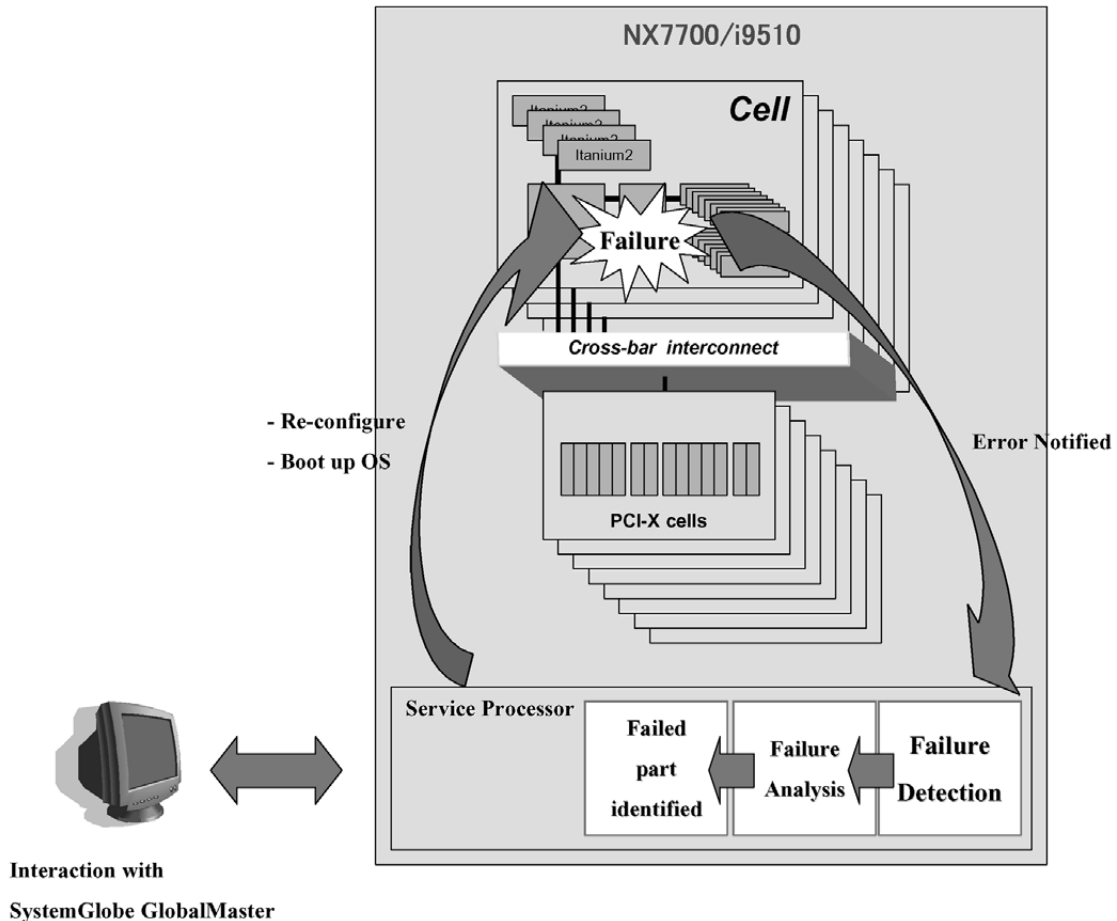 NX7700/i9510
Cell
Itanium2
Itanium2
Itanium2
Itanium2
Failure
Cross-bar interconnect
- Re-configure
- Boot up OS
Error Notified
PCI-X cells
Service Processor
Failed
part
identified
Failure
Analysis
Failure
Detection
Interaction with
SystemGlobe GlobalMaster